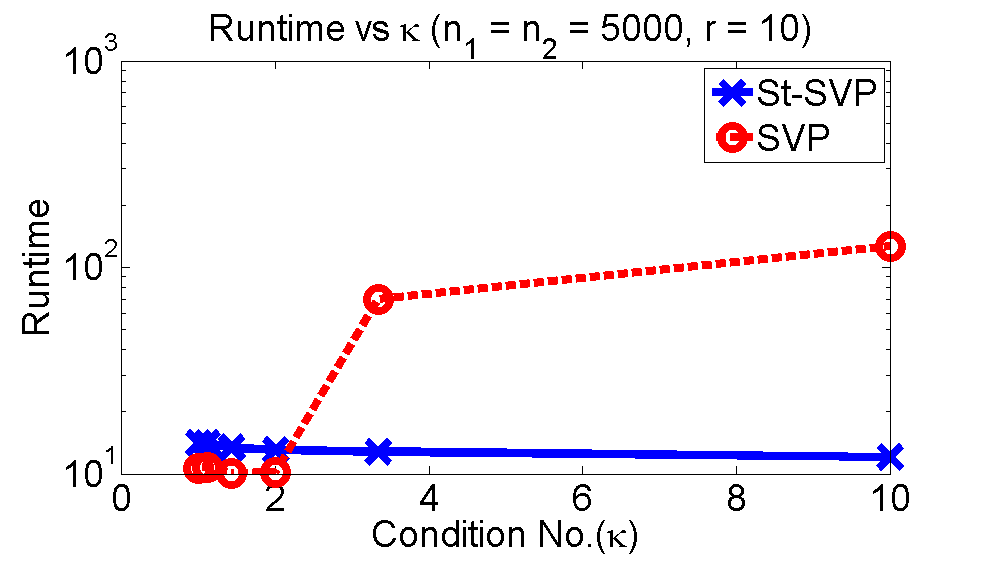 Runtime vs κ (n₁ = n₂ = 5000, r = 10)
10³
10²
10¹
Runtime
St-SVP
SVP
0 2 4 6 8 10
Condition No.(κ)